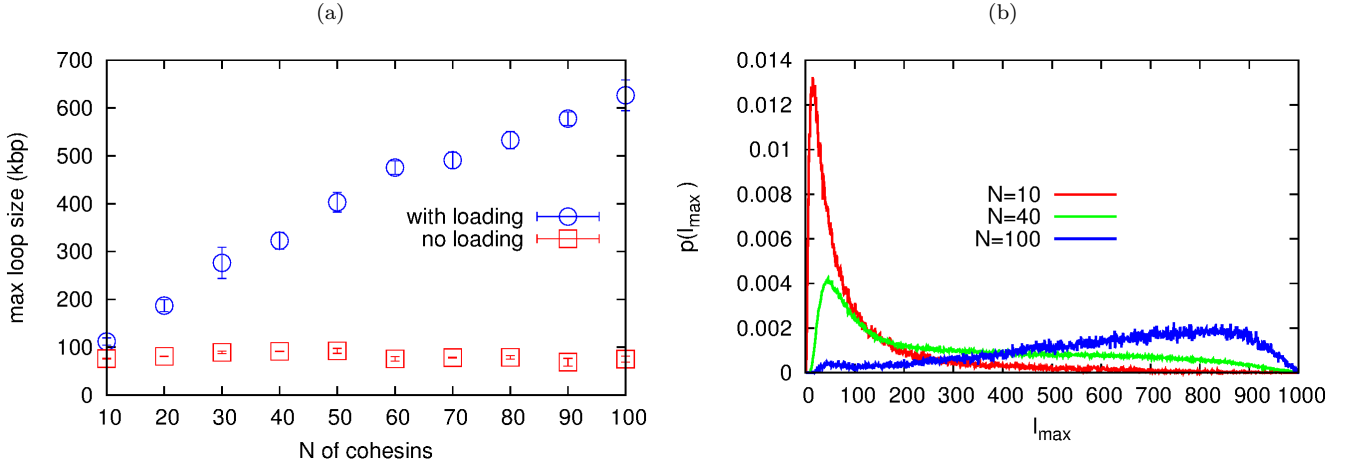 (a)
max loop size (kbp)
700
600
500
400
300
200
100
0
with loading
no loading
10 20 30 40 50 60 70 80 90 100
N of cohesins
(b)
p(l_max)
0.014
0.012
0.01
0.008
0.006
0.004
0.002
0
N=10
N=40
N=100
0 100 200 300 400 500 600 700 800 900 1000
l_max